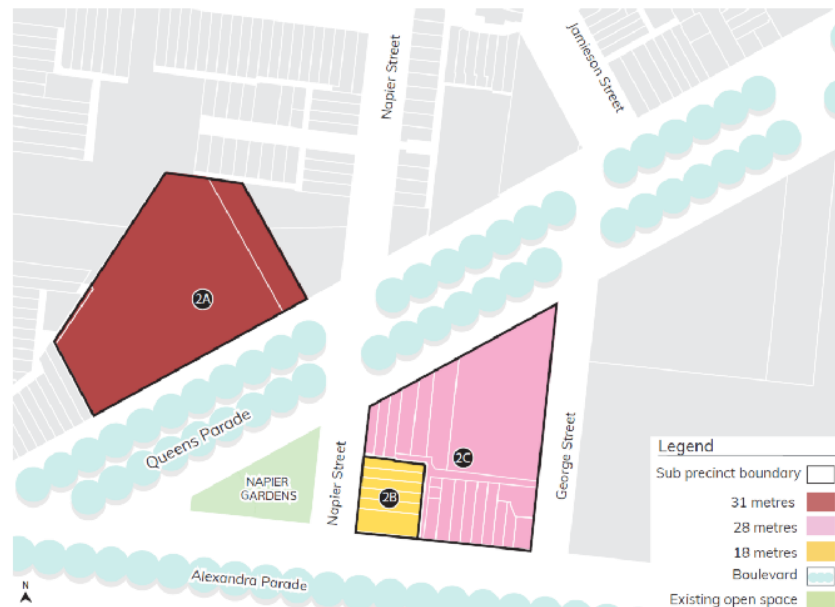 Napier Street
Jamieson Street
2A
Queens Parade
2C
George Street
2B
Napier Street
NAPIER
GARDENS
Alexandra Parade
N
Legend
Sub precinct boundary
31 metres
28 metres
18 metres
Boulevard
Existing open space